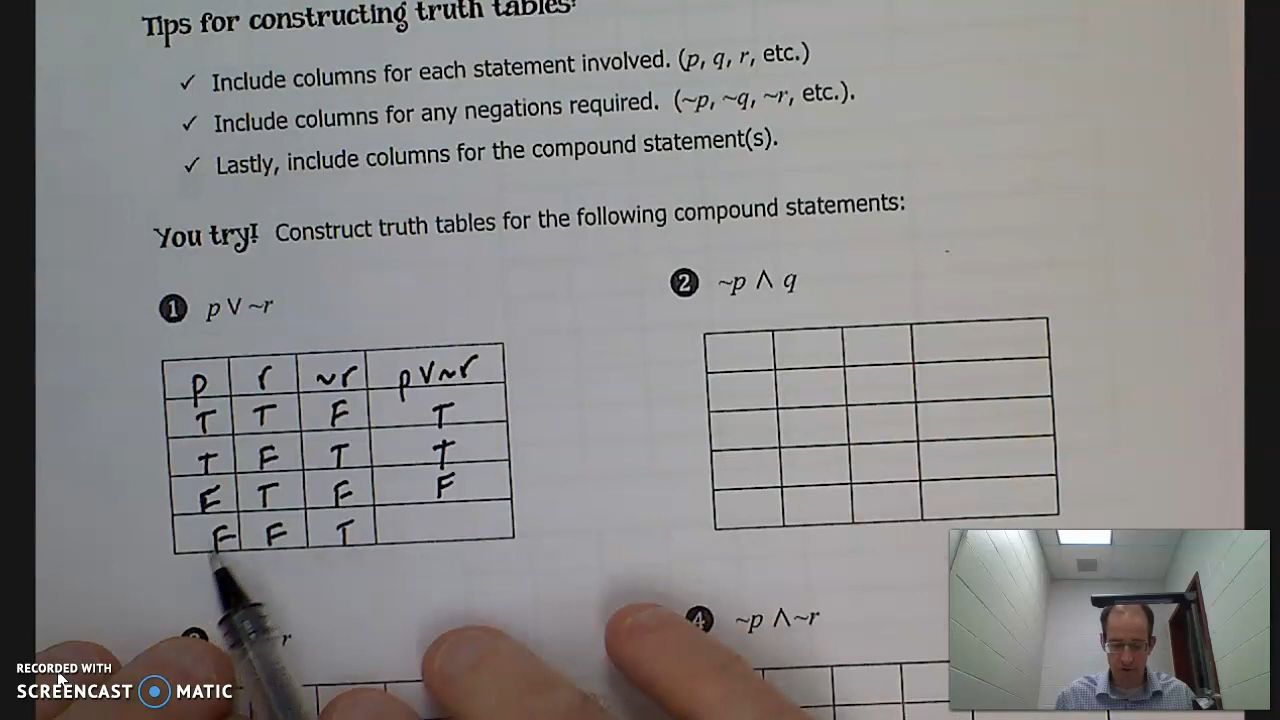 Tips for constructing truth tables:
✓ Include columns for each statement involved. (p, q, r, etc.)
✓ Include columns for any negations required. (~p, ~q, ~r, etc.).
✓ Lastly, include columns for the compound statement(s).
You try! Construct truth tables for the following compound statements:
1 p ∨ ~r
2 ~p ∧ q
p r ~r p∨~r
T T F T
T F T T
F T F F
F F T
r
4 ~p ∧ ~r
RECORDED WITH
SCREENCAST MATIC